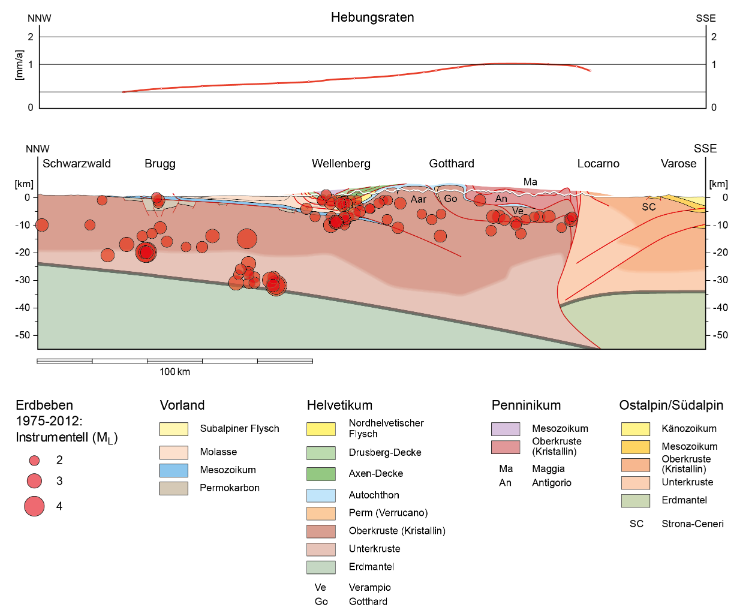 Hebungsraten
NNW
SSE
[mm/a]
2
2
1
1
0
0
NNW
SSE
Schwarzwald
Brugg
Wellenberg
Gotthard
Locarno
Varose
Ma
[km]
[km]
0
0
Aar
Go
An
Ve
SC
-10
-10
-20
-20
-30
-30
-40
-40
-50
-50
100 km
Erdbeben
1975-2012:
Instrumentell (ML)
2
3
4
Vorland
Subalpiner Flysch
Molasse
Mesozoikum
Permokarbon
Helvetikum
Nordhelvetischer
Flysch
Drusberg-Decke
Axen-Decke
Autochthon
Perm (Verrucano)
Oberkruste (Kristallin)
Unterkruste
Erdmantel
Ve Verampio
Go Gotthard
Penninikum
Mesozoikum
Oberkruste
(Kristallin)
Ma Maggia
An Antigorio
Ostalpin/Südalpin
Känozoikum
Mesozoikum
Oberkruste
(Kristallin)
Unterkruste
Erdmantel
SC Strona-Ceneri